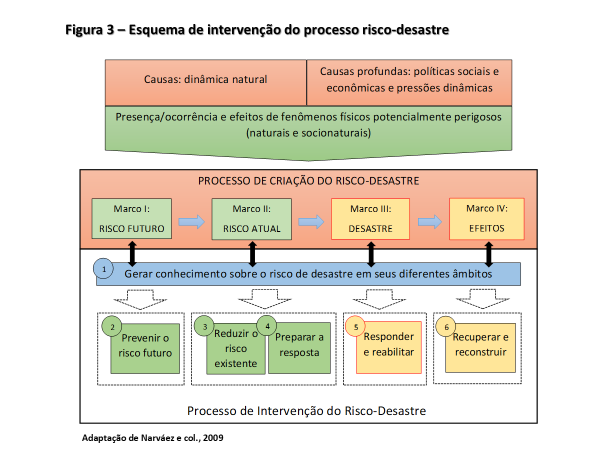 Figura 3 – Esquema de intervenção do processo risco-desastre
Causas: dinâmica natural
Causas profundas: políticas sociais e
econômicas e pressões dinâmicas
Presença/ocorrência e efeitos de fenômenos físicos potencialmente perigosos
(naturais e socionaturais)
PROCESSO DE CRIAÇÃO DO RISCO-DESASTRE
Marco I:
RISCO FUTURO
Marco II:
RISCO ATUAL
Marco III:
DESASTRE
Marco IV:
EFEITOS
1
Gerar conhecimento sobre o risco de desastre em seus diferentes âmbitos
2
Prevenir o
risco futuro
3
Reduzir o
risco
existente
4
Preparar a
resposta
5
Responder
e reabilitar
6
Recuperar e
reconstruir
Processo de Intervenção do Risco-Desastre
Adaptação de Narváez e col., 2009